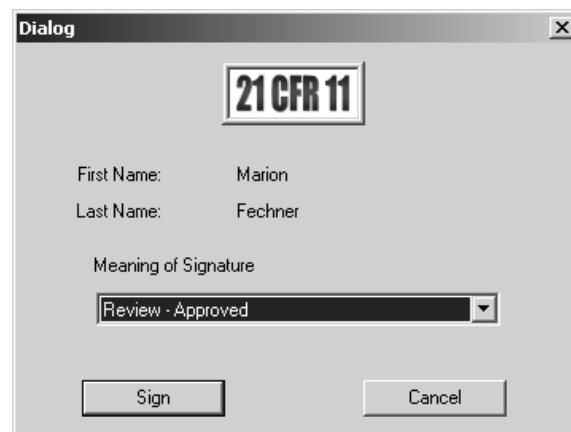 Dialog
21 CFR 11
First Name: Marion
Last Name: Fechner
Meaning of Signature
Review - Approved
Sign Cancel